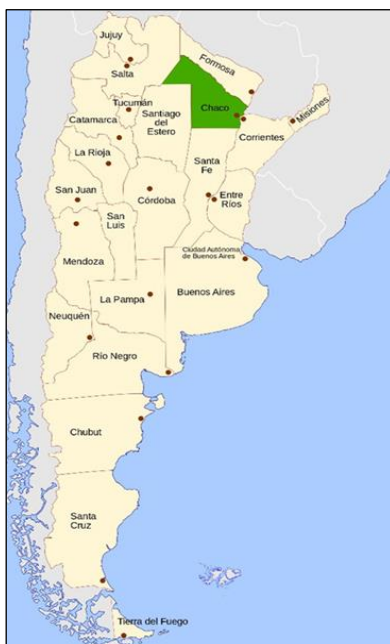 Jujuy
Formosa
Salta
Tucumán
Chaco
Misiones
Catamarca
Santiago
del
Estero
Corrientes
La Rioja
Santa
Fe
San Juan
Córdoba
Entre
Ríos
San
Luis
Mendoza
Ciudad Autónoma
de Buenos Aires
La Pampa
Buenos Aires
Neuquén
Río Negro
Chubut
Santa
Cruz
Tierra del Fuego